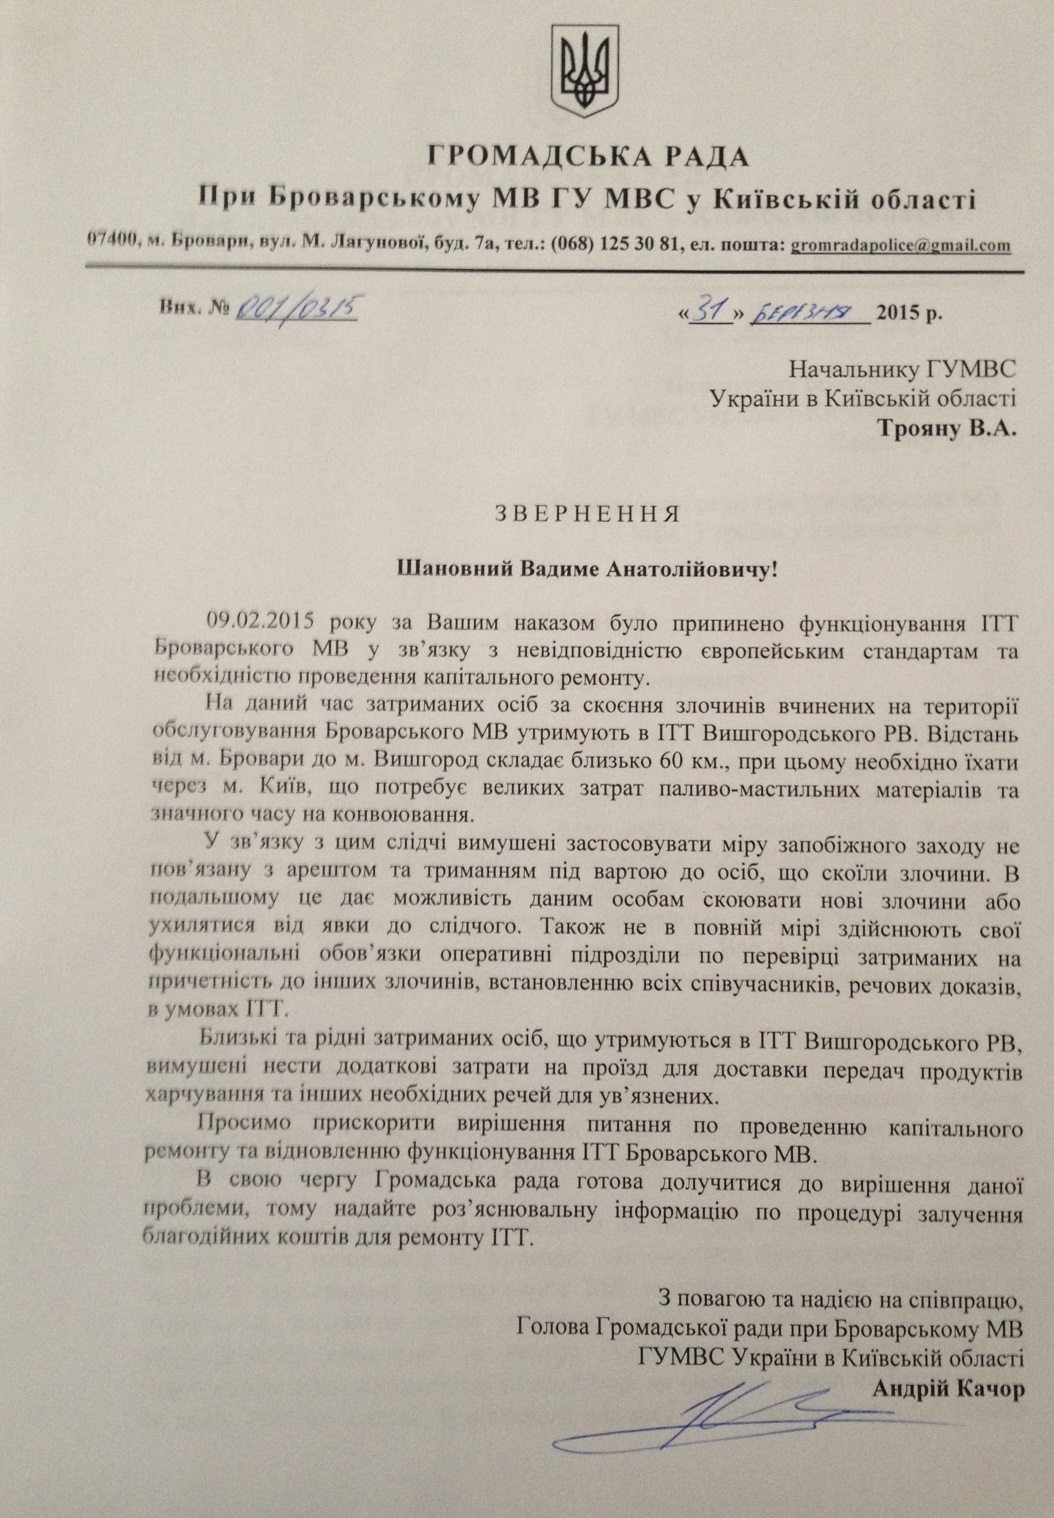 ГРОМАДСЬКА РАДА
При Броварському МВ ГУ МВС у Київській області
07400, м. Бровари, вул. М. Лагунової, буд. 7а, тел.: (068) 125 30 81, ел. пошта: gromradapolice@gmail.com
Вих. № 001/0315 «31» БЕРЕЗНЯ 2015 р.
Начальнику ГУМВС
України в Київській області
Трояну В.А.
ЗВЕРНЕННЯ
Шановний Вадиме Анатолійовичу!
09.02.2015 року за Вашим наказом було припинено функціонування ІТТ
Броварського МВ у зв’язку з невідповідністю європейським стандартам та
необхідністю проведення капітального ремонту.
На даний час затриманих осіб за скоєння злочинів вчинених на території
обслуговування Броварського МВ утримують в ІТТ Вишгородського РВ. Відстань
від м. Бровари до м. Вишгород складає близько 60 км., при цьому необхідно їхати
через м. Київ, що потребує великих затрат паливо-мастильних матеріалів та
значного часу на конвоювання.
У зв’язку з цим слідчі вимушені застосовувати міру запобіжного заходу не
пов’язану з арештом та триманням під вартою до осіб, що скоїли злочини. В
подальшому це дає можливість даним особам скоювати нові злочини або
ухилятися від явки до слідчого. Також не в повній мірі здійснюють свої
функціональні обов’язки оперативні підрозділи по перевірці затриманих на
причетність до інших злочинів, встановленню всіх співучасників, речових доказів,
в умовах ІТТ.
Близькі та рідні затриманих осіб, що утримуються в ІТТ Вишгородського РВ,
вимушені нести додаткові затрати на проїзд для доставки передач продуктів
харчування та інших необхідних речей для ув’язнених.
Просимо прискорити вирішення питання по проведенню капітального
ремонту та відновленню функціонування ІТТ Броварського МВ.
В свою чергу Громадська рада готова долучитися до вирішення даної
проблеми, тому надайте роз’яснювальну інформацію по процедурі залучення
благодійних коштів для ремонту ІТТ.
З повагою та надією на співпрацю,
Голова Громадської ради при Броварському МВ
ГУМВС України в Київській області
Андрій Качор